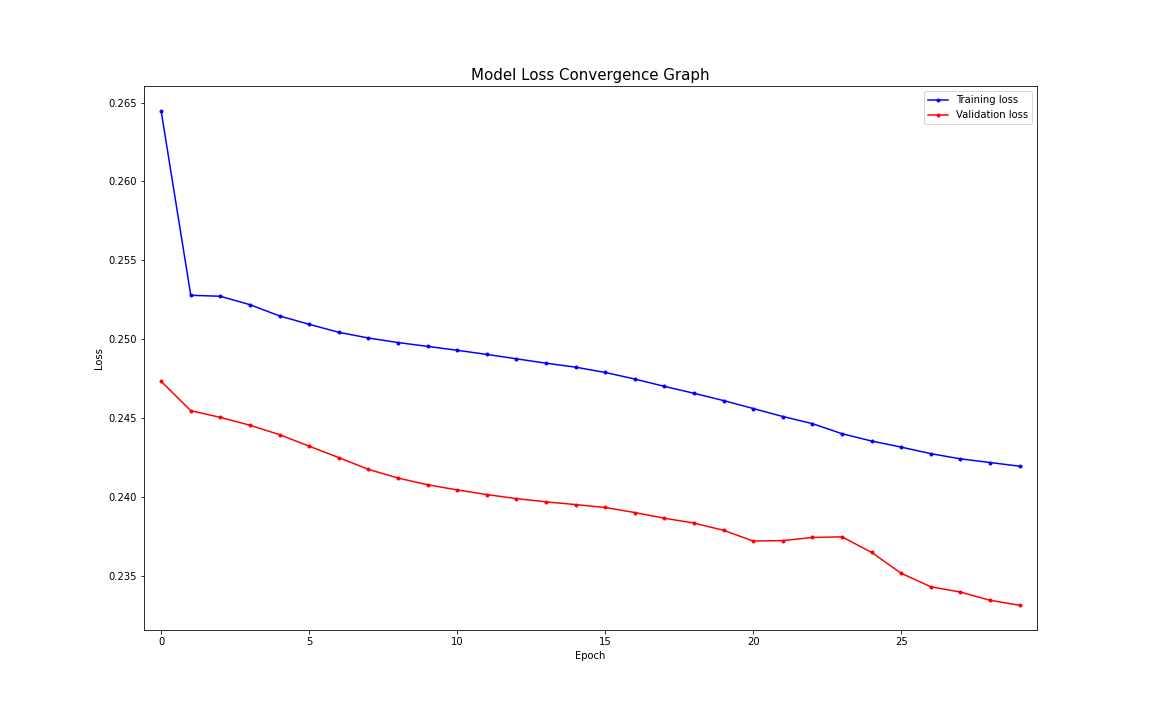 Model Loss Convergence Graph
Training loss
Validation loss
0.265
0.260
0.255
0.250
0.245
0.240
0.235
Loss
0 5 10 15 20 25
Epoch